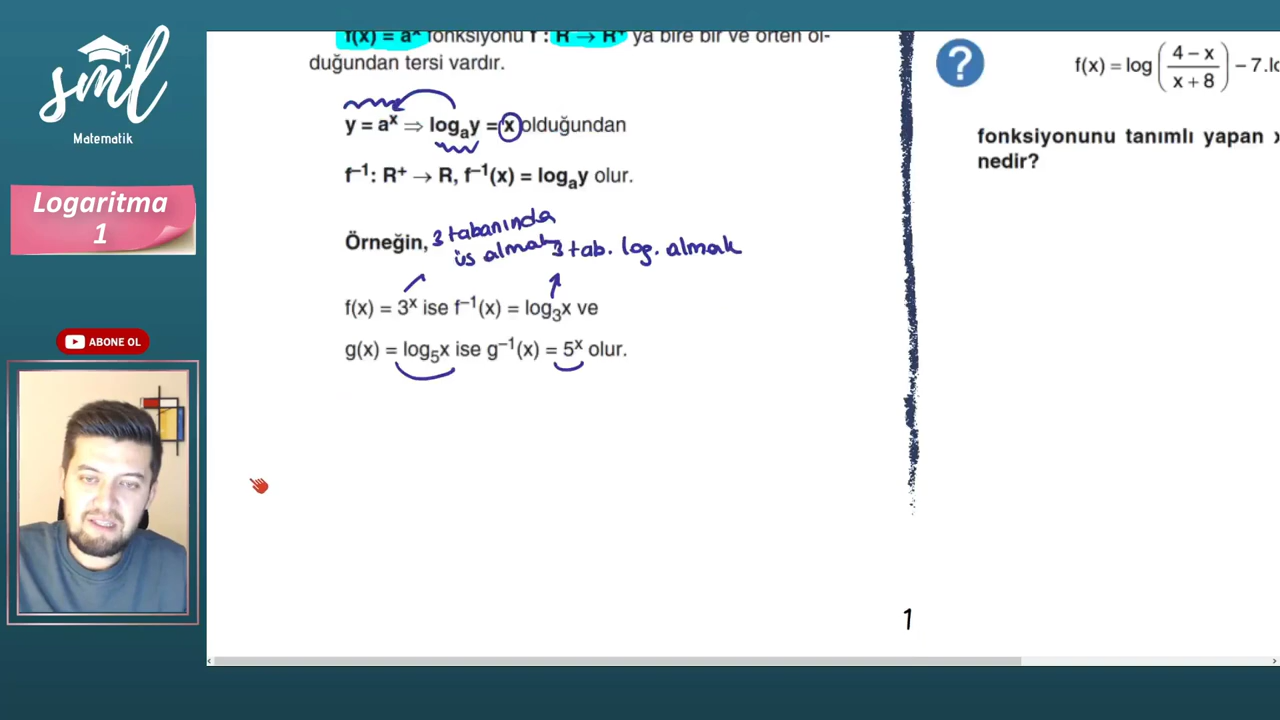 sml
Matematik
Logaritma
1
ABONE OL
f(x) = aˣ fonksiyonu f : R → R⁺ ya bire bir ve örten ol-
duğundan tersi vardır.
y = aˣ ⇒ logₐy = x olduğundan
f⁻¹: R⁺ → R, f⁻¹(x) = logₐy olur.
Örneğin, 3 tabanında
üs almak 3 tab. log. almak
f(x) = 3ˣ ise f⁻¹(x) = log₃x ve
g(x) = log₅x ise g⁻¹(x) = 5ˣ olur.
?
f(x) = log (4 – x / x + 8) – 7.lo
fonksiyonunu tanımlı yapan x
nedir?
1